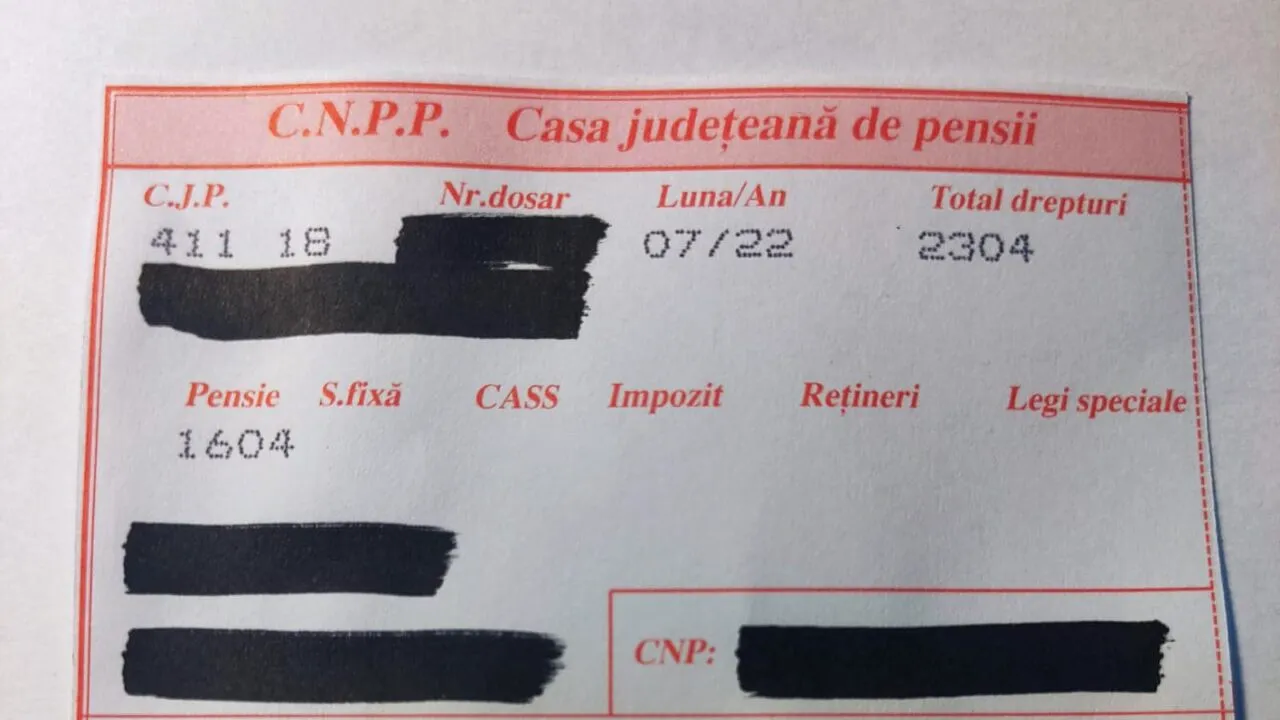 C.N.P.P. Casa județeană de pensii
C.J.P. Nr.dosar Luna/An Total drepturi
411 18 07/22 2304
Pensie S.fixă CASS Impozit Rețineri Legi speciale
1604
CNP: